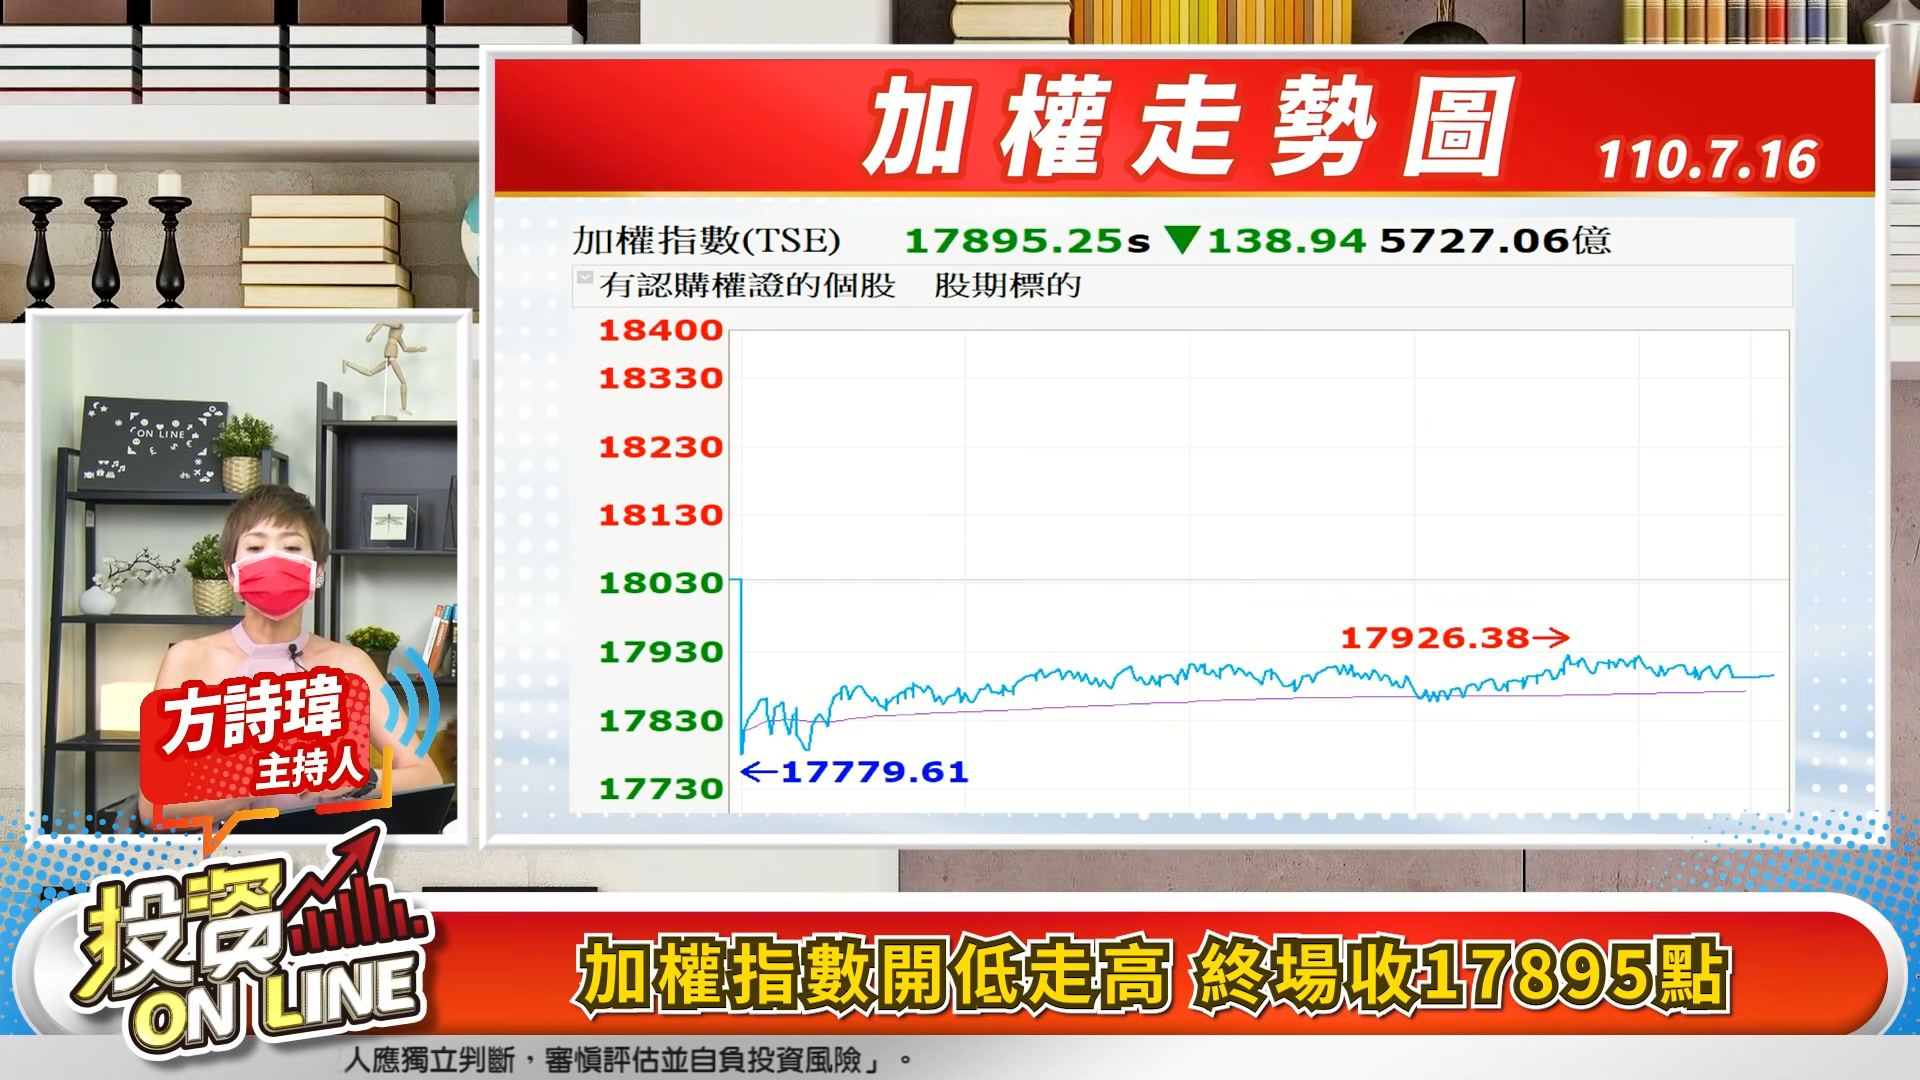 加權走勢圖
110.7.16
加權指數(TSE) 17895.25s ▼138.94 5727.06億
有認購權證的個股 股期標的
18400
18330
18230
18130
18030
17930
17830
17730
17926.38→
←17779.61
ON LINE
方詩瑋
主持人
投資
ON LINE
加權指數開低走高 終場收17895點
人應獨立判斷，審慎評估並自負投資風險」。